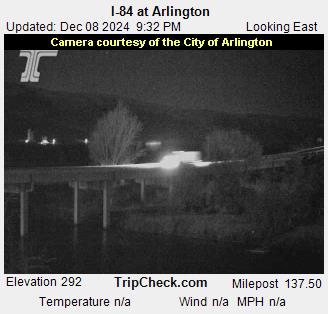 I-84 at Arlington
Updated: Dec 08 2024 9:32 PM Looking East
Camera courtesy of the City of Arlington
Elevation 292 TripCheck.com Milepost 137.50
Temperature n/a Wind n/a MPH n/a